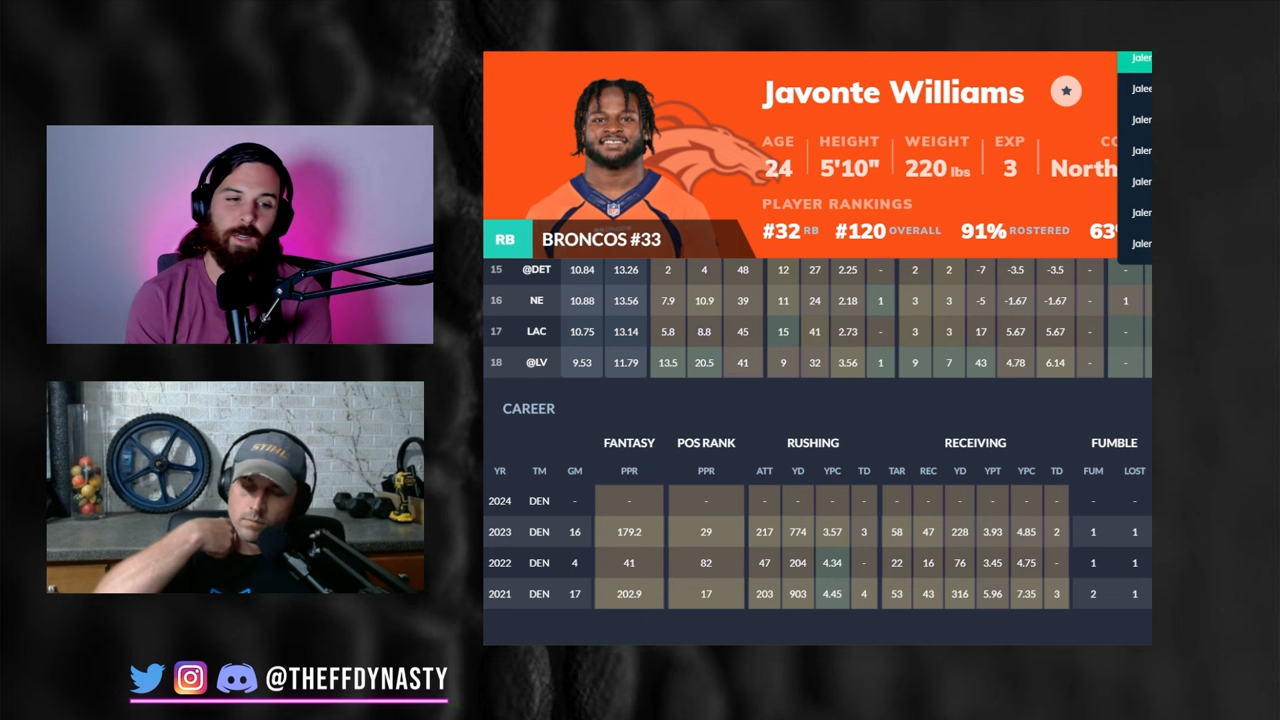 Javonte Williams
AGE HEIGHT WEIGHT EXP
24 5'10" 220 lbs 3 North
PLAYER RANKINGS
#32 RB #120 OVERALL 91% ROSTERED 63
RB BRONCOS #33
Jaler
Jalee
Jaler
Jaler
Jaler
Jaler
Jaler
15 @DET 10.84 13.26 2 4 48 12 27 2.25 - 2 2 -7 -3.5 -3.5 - -
16 NE 10.88 13.56 7.9 10.9 39 11 24 2.18 1 3 3 -5 -1.67 -1.67 - 1
17 LAC 10.75 13.14 5.8 8.8 45 15 41 2.73 - 3 3 17 5.67 5.67 - -
18 @LV 9.53 11.79 13.5 20.5 41 9 32 3.56 1 9 7 43 4.78 6.14 - -
CAREER
FANTASY POS RANK RUSHING RECEIVING FUMBLE
YR TM GM PPR PPR ATT YD YPC TD TAR REC YD YPT YPC TD FUM LOST
2024 DEN - - - - - - - - - - - - - - -
2023 DEN 16 179.2 29 217 774 3.57 3 58 47 228 3.93 4.85 2 1 1
2022 DEN 4 41 82 47 204 4.34 - 22 16 76 3.45 4.75 - 1 1
2021 DEN 17 202.9 17 203 903 4.45 4 53 43 316 5.96 7.35 3 2 1
STIHL
@THEFFDYNASTY